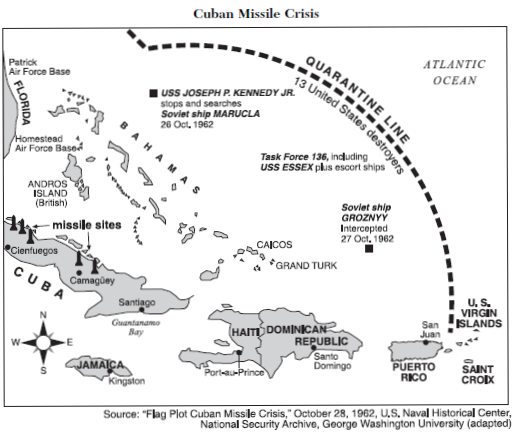 Cuban Missile Crisis
Patrick
Air Force Base
FLORIDA
ATLANTIC
OCEAN
QUARANTINE LINE
13 United States destroyers
USS JOSEPH P. KENNEDY JR.
stops and searches
Soviet ship MARUCLA
26 Oct. 1962
Homestead
Air Force Base
BAHAMAS
Task Force 136, including
USS ESSEX plus escort ships
ANDROS
ISLAND
(British)
Soviet ship
GROZNYY
Intercepted
27 Oct. 1962
missile sites
Cienfuegos
CAICOS
GRAND TURK
CUBA
Camagüey
Santiago
Guantanamo
Bay
U. S.
VIRGIN
ISLANDS
San
Juan
N
W
E
S
HAITI
DOMINICAN
REPUBLIC
Santo
Domingo
Port-au-Prince
PUERTO
RICO
SAINT
CROIX
JAMAICA
Kingston
Source: "Flag Plot Cuban Missile Crisis," October 28, 1962, U.S. Naval Historical Center,
National Security Archive, George Washington University (adapted)